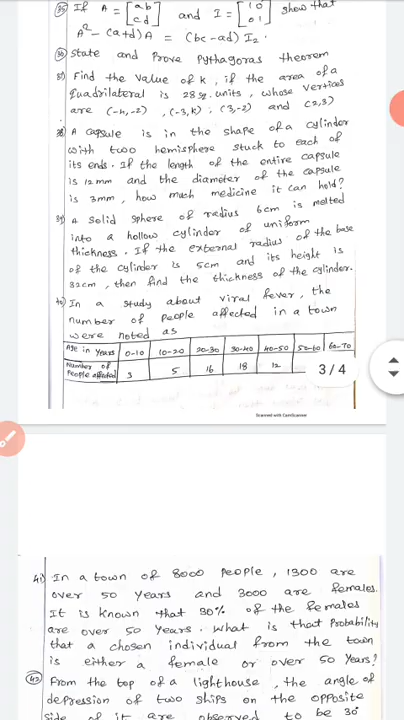 35) If A = [a b c d] and I = [1 0 0 1] show that
A² - (a+d)A = (bc-ad) I₂.
36) State and Prove Pythagoras theorem
37) Find the value of k, if the area of a
quadrilateral is 28 sq.units, whose vertices
are (-4,-2), (-3,k), (3,-2) and (2,3)
38) A capsule is in the shape of a cylinder
with two hemisphere stuck to each of
its ends. If the length of the entire capsule
is 12 mm and the diameter of the capsule
is 3mm, how much medicine it can hold?
39) A solid sphere of radius 6cm is melted
into a hollow cylinder of uniform
thickness. If the external radius of the base
of the cylinder is 5cm and its height is
32cm, then find the thickness of the cylinder.
40) In a study about viral fever, the
number of people affected in a town
were noted as
Age in Years 0-10 10-20 20-30 30-40 40-50 50-60 60-70
Number of People affected 3 5 16 18 12
3/4
Scanned with CamScanner
41) In a town of 8000 People, 1300 are
over 50 Years and 3000 are females.
It is known that 30% of the females
are over 50 Years. What is that Probability
that a chosen individual from the town
is either a female or over 50 Years?
42) From the top of a lighthouse, the angle of
depression of two ships on the opposite
side of it are observed to be 30